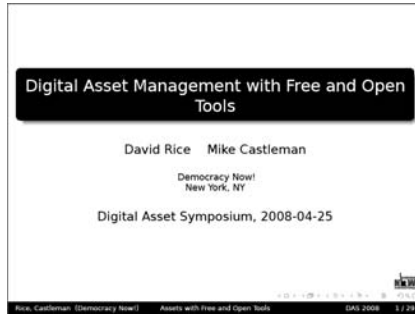 Digital Asset Management with Free and Open
Tools
David Rice Mike Castleman
Democracy Now!
New York, NY
Digital Asset Symposium, 2008-04-25
Rice, Castleman (Democracy Now!) Assets with Free and Open Tools DAS 2008 1 / 29